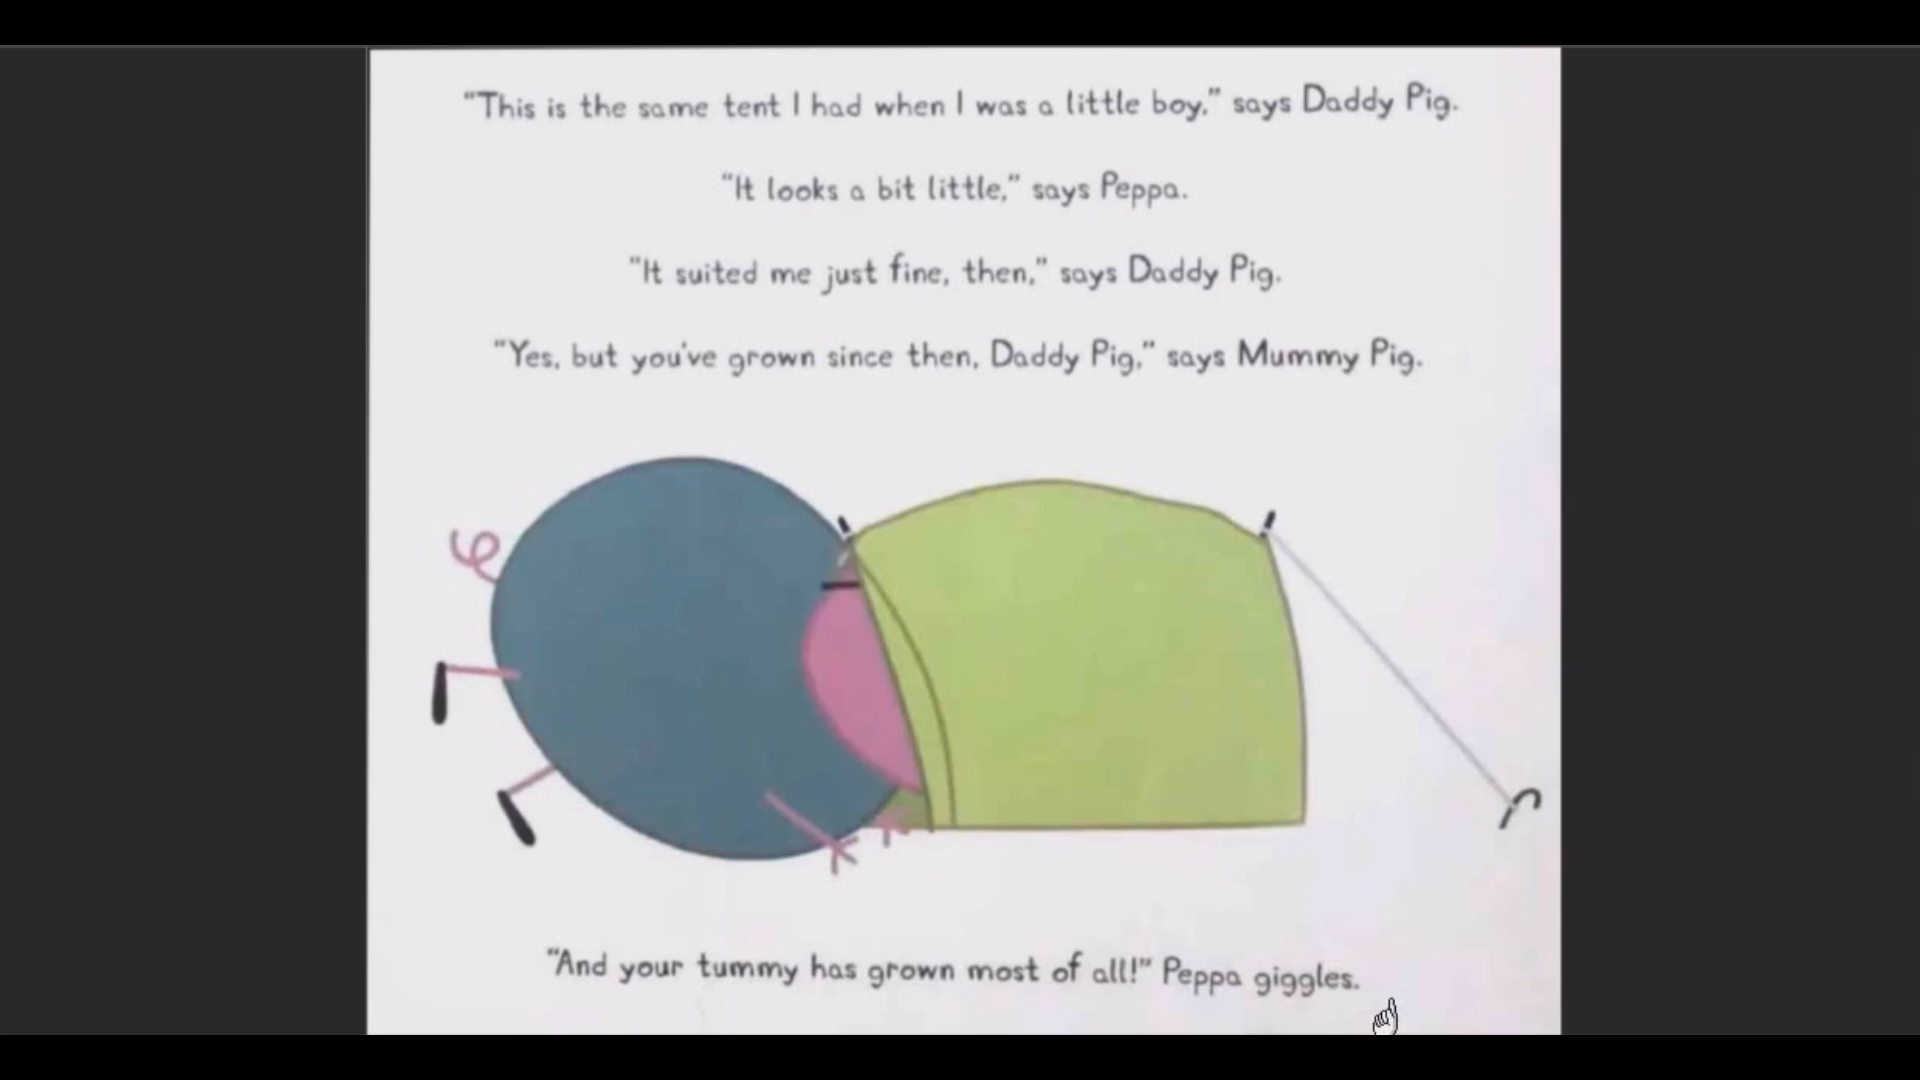 "This is the same tent I had when I was a little boy," says Daddy Pig.
"It looks a bit little," says Peppa.
"It suited me just fine, then," says Daddy Pig.
"Yes, but you've grown since then, Daddy Pig," says Mummy Pig.
"And your tummy has grown most of all!" Peppa giggles.